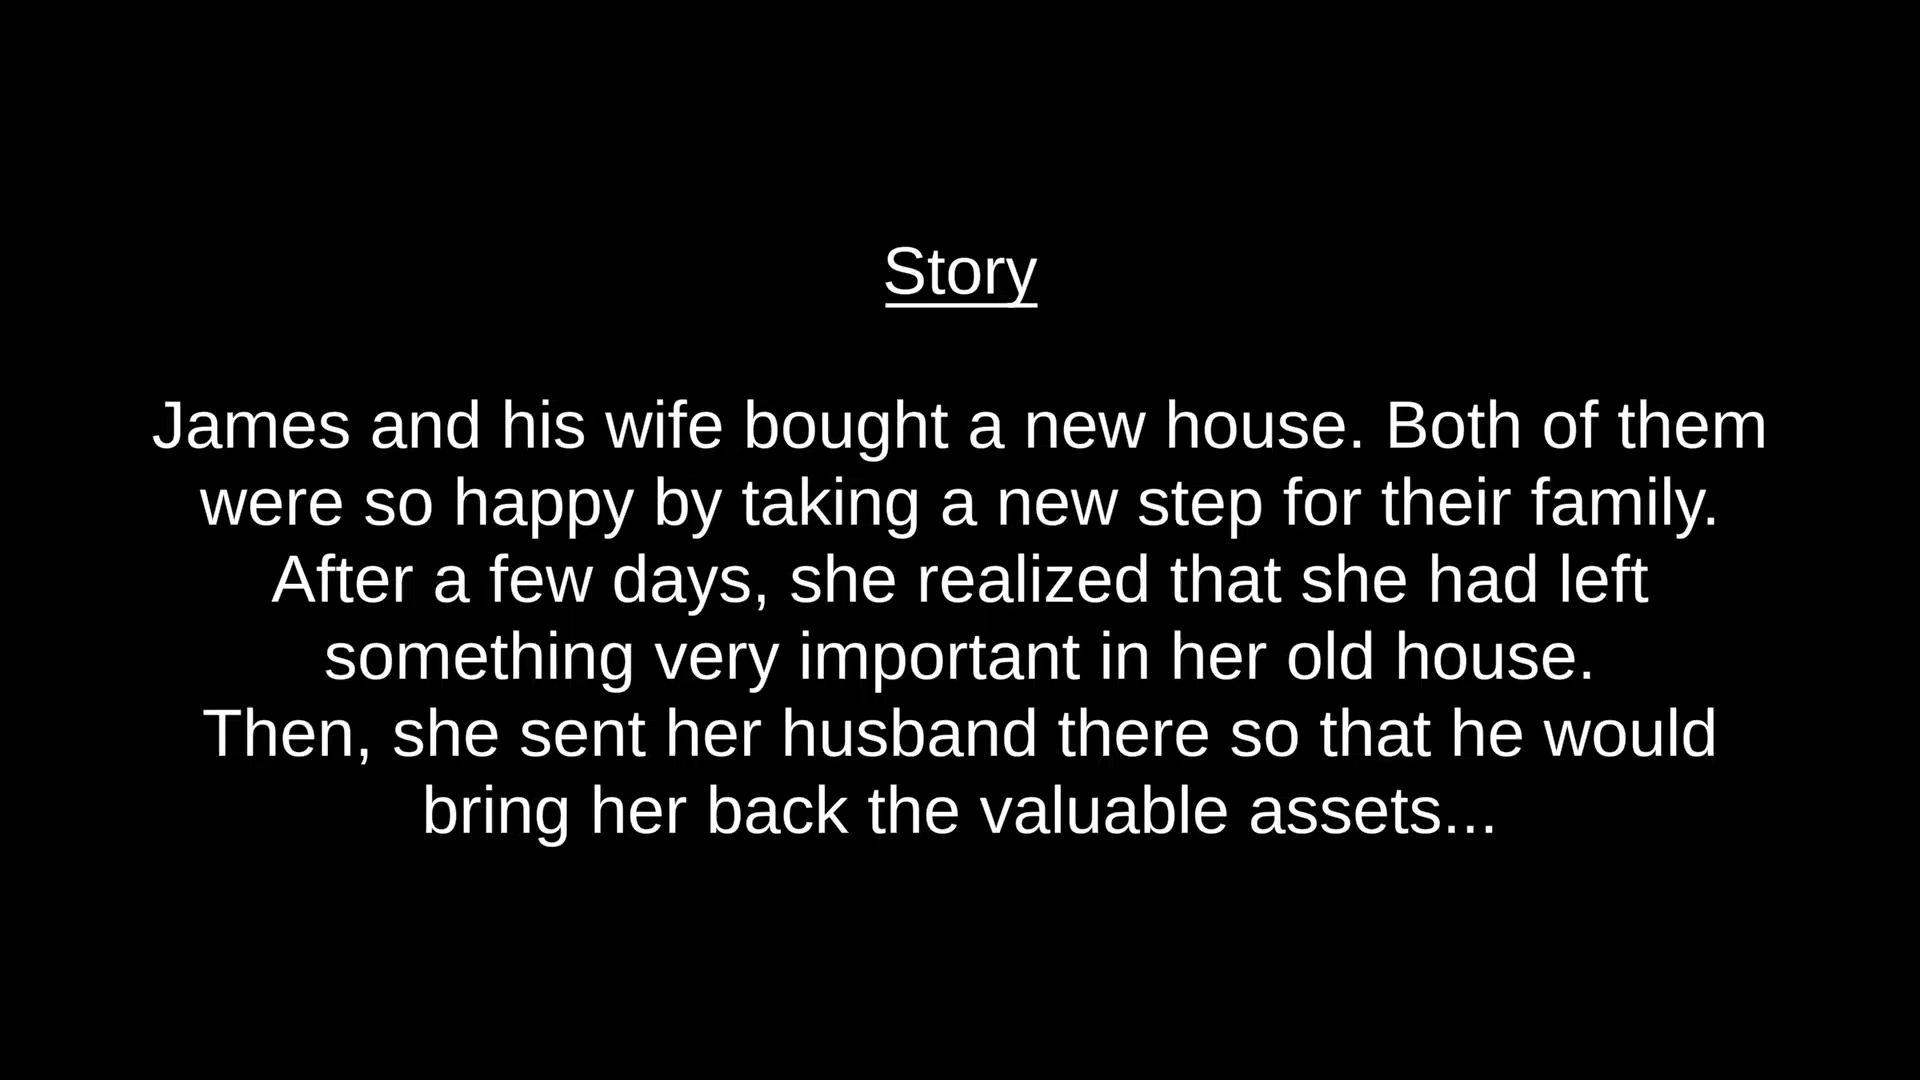 Story
James and his wife bought a new house. Both of them
were so happy by taking a new step for their family.
After a few days, she realized that she had left
something very important in her old house.
Then, she sent her husband there so that he would
bring her back the valuable assets...